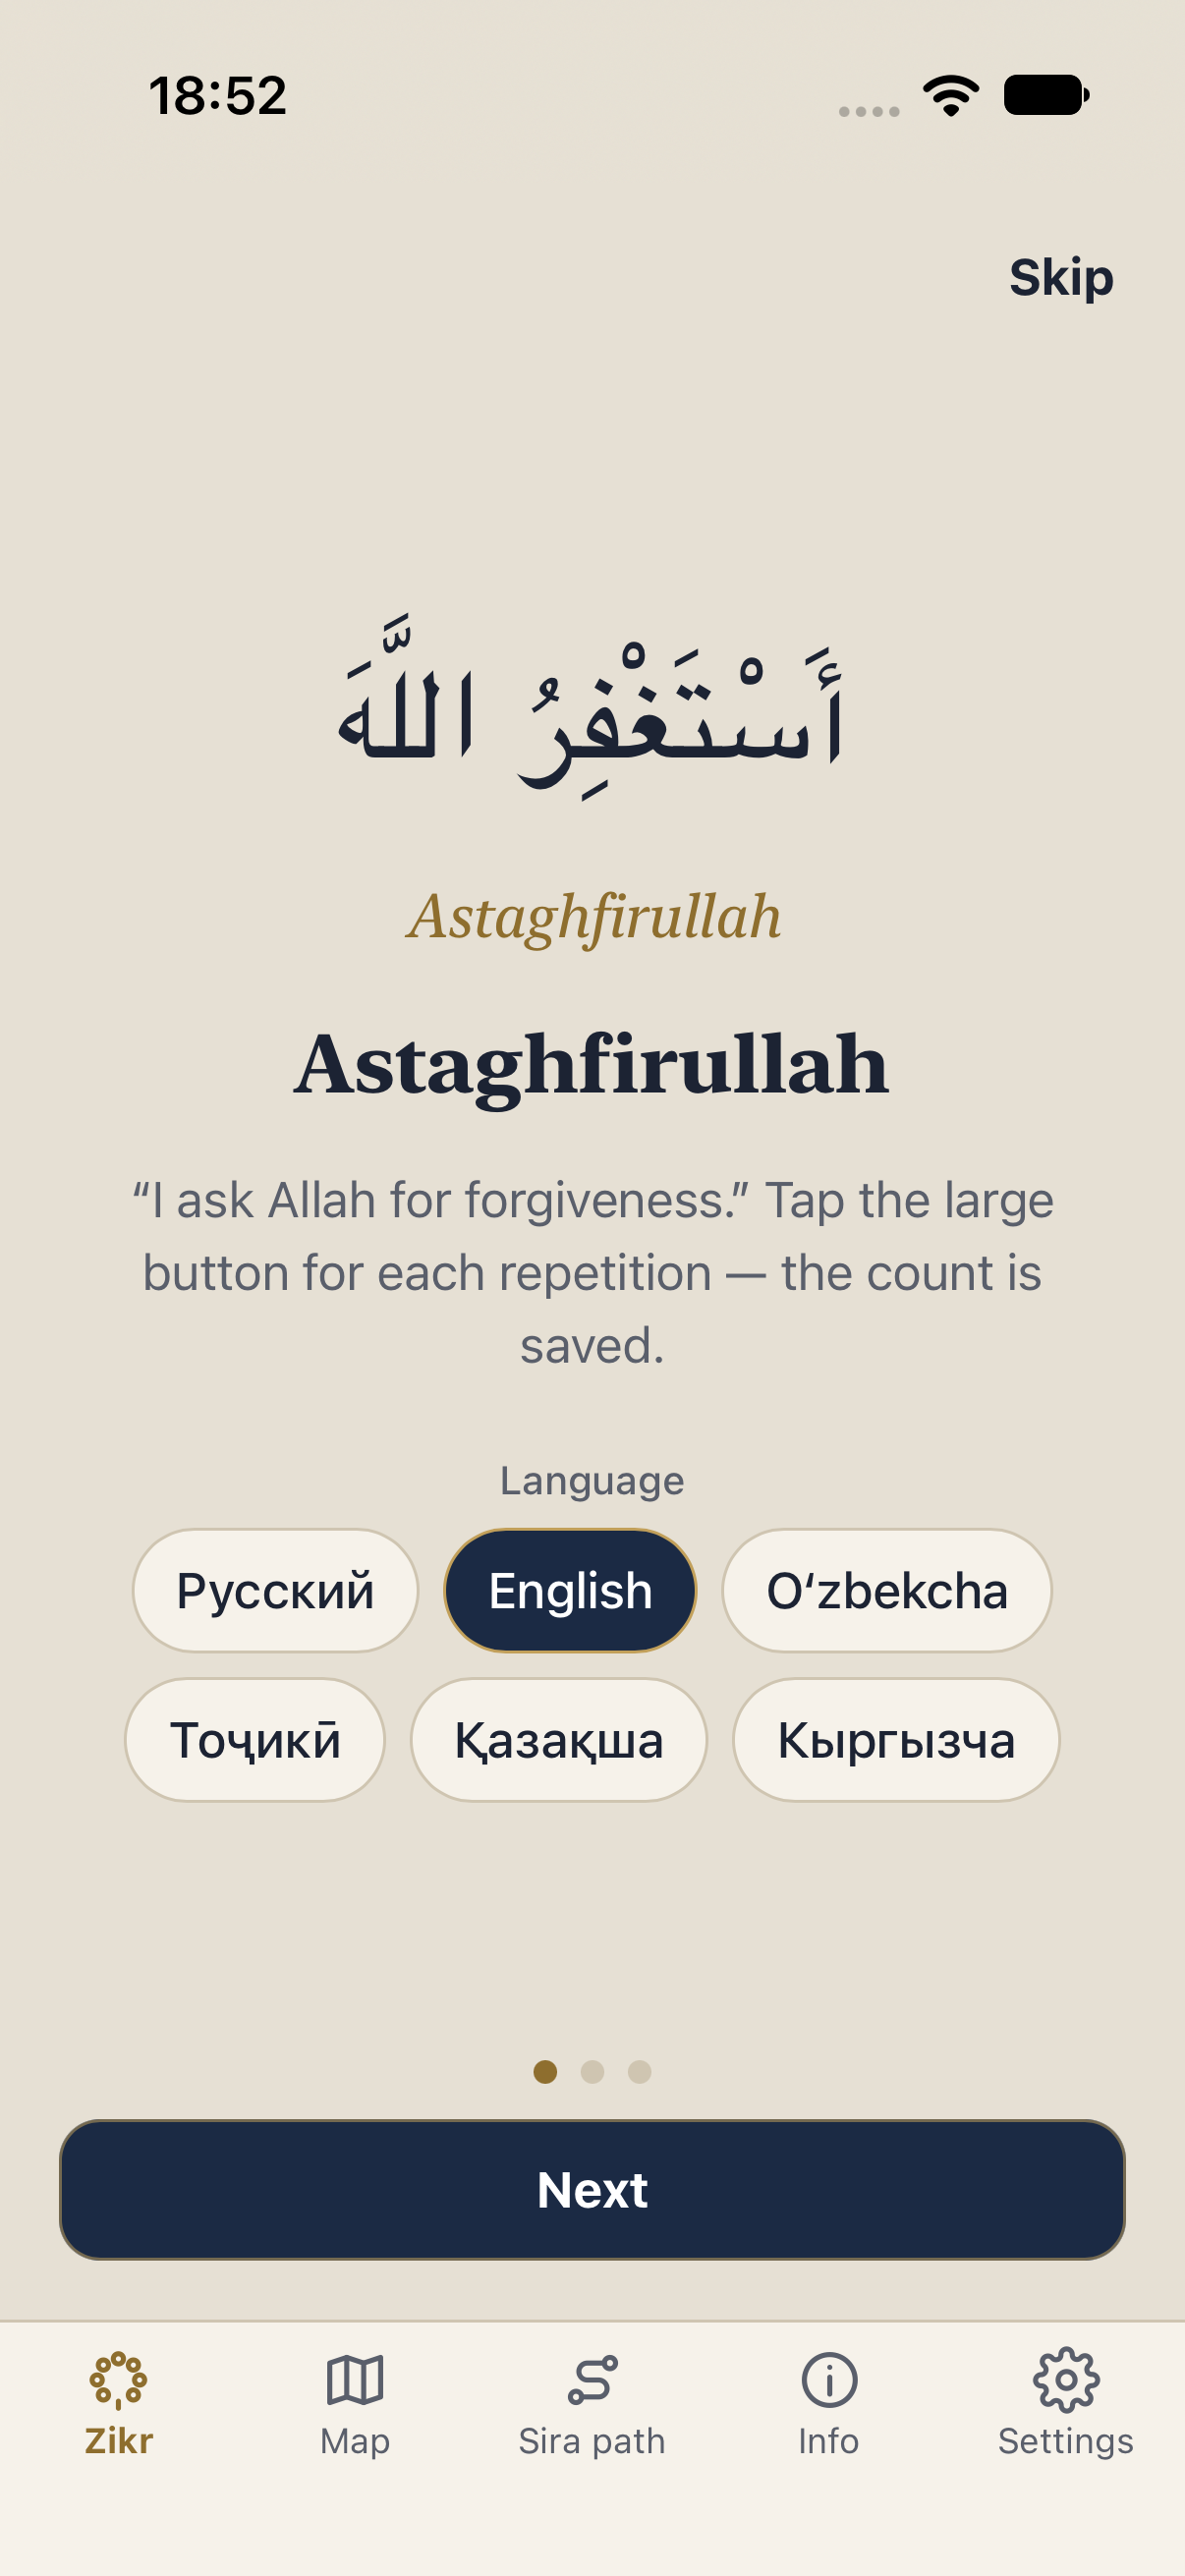 18:52
Skip
أَسْتَغْفِرُ اللَّهَ
Astaghfirullah
Astaghfirullah
“I ask Allah for forgiveness.” Tap the large
button for each repetition — the count is
saved.
Language
Русский English Oʻzbekcha
Тоҷикӣ Қазақша Кыргызча
Next
Zikr Map Sira path Info Settings